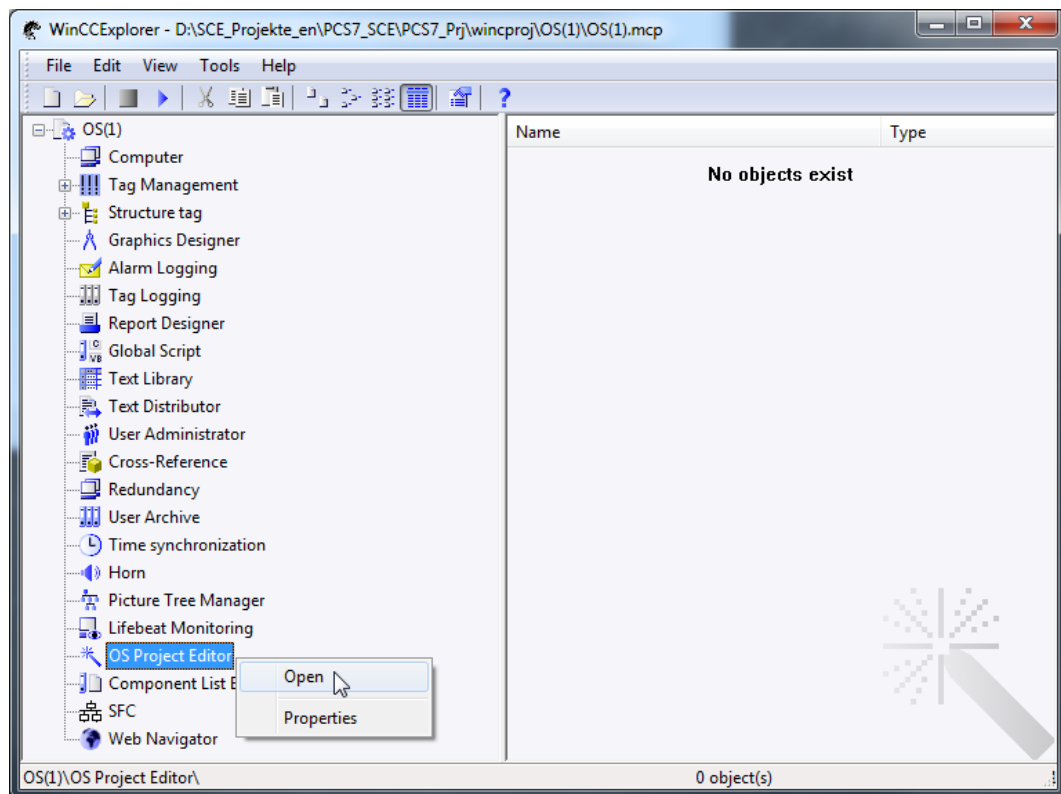 WinCCExplorer - D:\SCE_Projekte_en\PCS7_SCE\PCS7_Prj\wincproj\OS(1)\OS(1).mcp
File Edit View Tools Help
OS(1)
Computer
Tag Management
Structure tag
Graphics Designer
Alarm Logging
Tag Logging
Report Designer
Global Script
Text Library
Text Distributor
User Administrator
Cross-Reference
Redundancy
User Archive
Time synchronization
Horn
Picture Tree Manager
Lifebeat Monitoring
OS Project Editor
Component List E
SFC
Web Navigator
Open
Properties
Name Type
No objects exist
OS(1)\OS Project Editor\ 0 object(s)